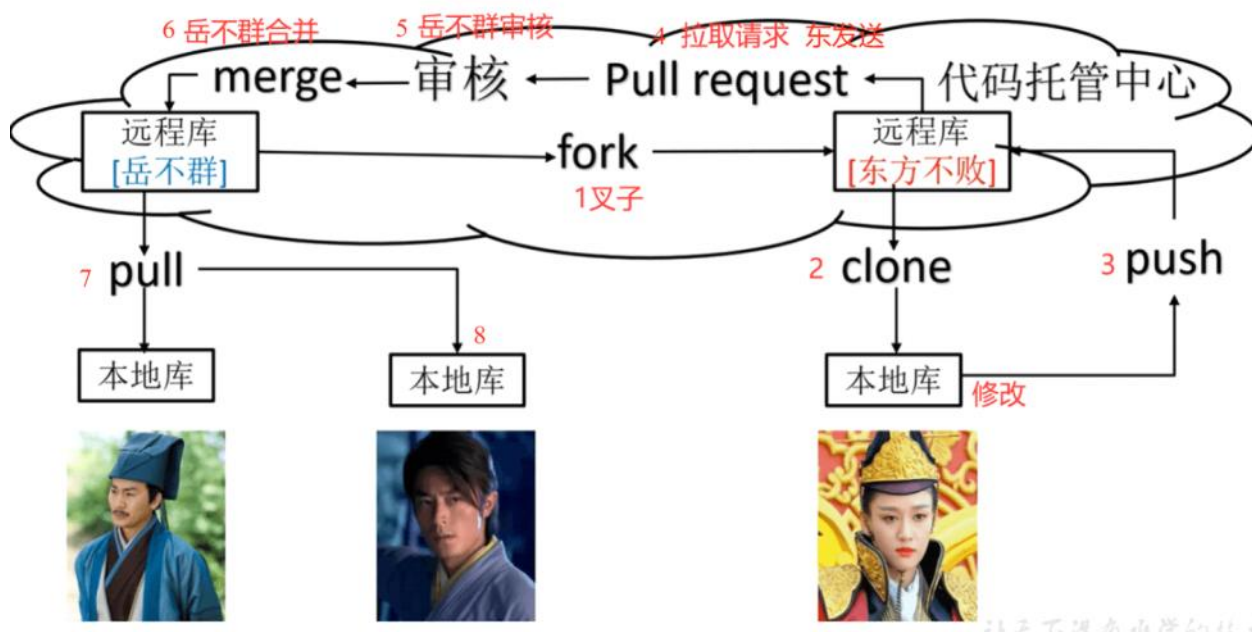 6 岳不群合并
5 岳不群审核
4 拉取请求 东发送
merge
审核
Pull request
代码托管中心
远程库
[岳不群]
fork
1叉子
远程库
[东方不败]
7 pull
2 clone
3 push
8
本地库
本地库
本地库
修改